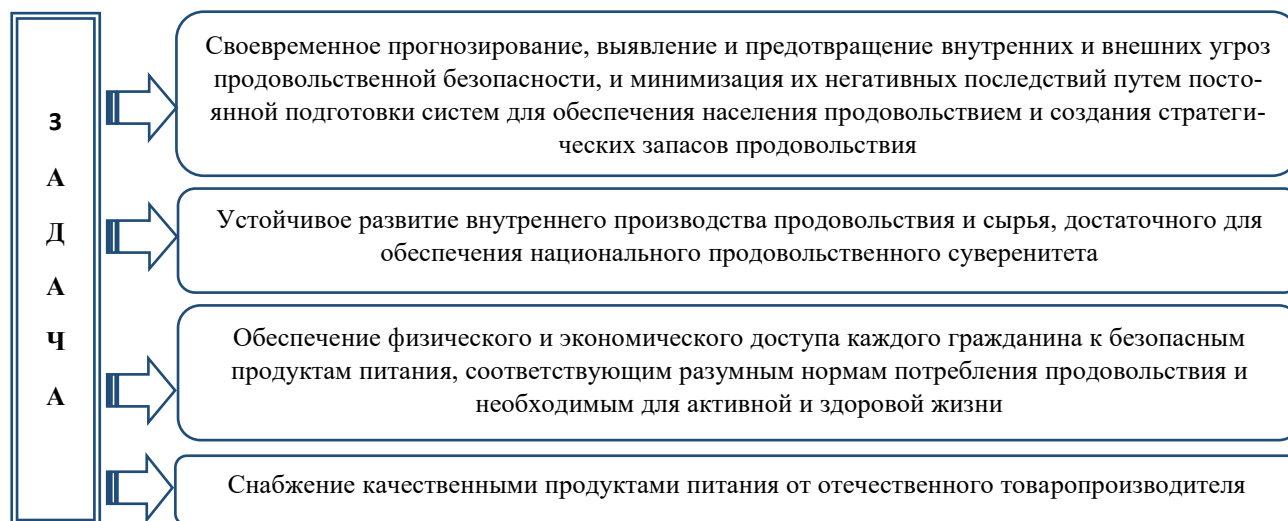 З
А
Д
А
Ч
А
Своевременное прогнозирование, выявление и предотвращение внутренних и внешних угроз
продовольственной безопасности, и минимизация их негативных последствий путем посто-
янной подготовки систем для обеспечения населения продовольствием и создания стратеги-
ческих запасов продовольствия
Устойчивое развитие внутреннего производства продовольствия и сырья, достаточного для
обеспечения национального продовольственного суверенитета
Обеспечение физического и экономического доступа каждого гражданина к безопасным
продуктам питания, соответствующим разумным нормам потребления продовольствия и
необходимым для активной и здоровой жизни
Снабжение качественными продуктами питания от отечественного товаропроизводителя